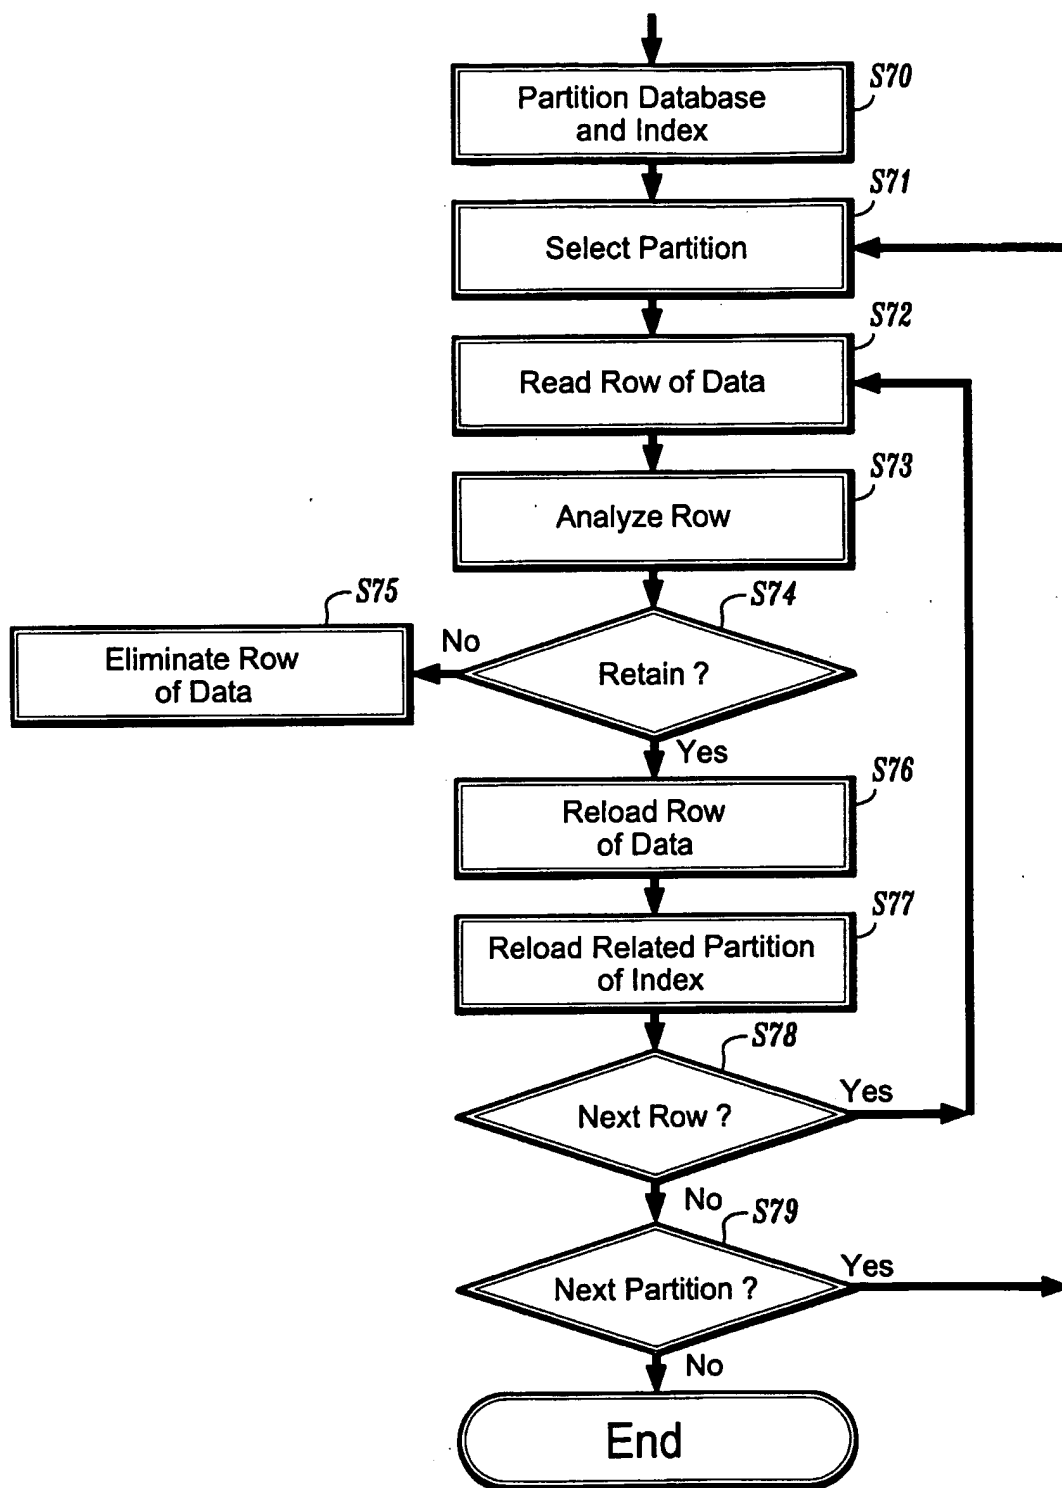 S70
Partition Database
and Index
S71
Select Partition
S72
Read Row of Data
S73
Analyze Row
S74
Retain ?
No
S75
Eliminate Row
of Data
Yes
S76
Reload Row
of Data
S77
Reload Related Partition
of Index
S78
Next Row ?
Yes
No
S79
Next Partition ?
Yes
No
End